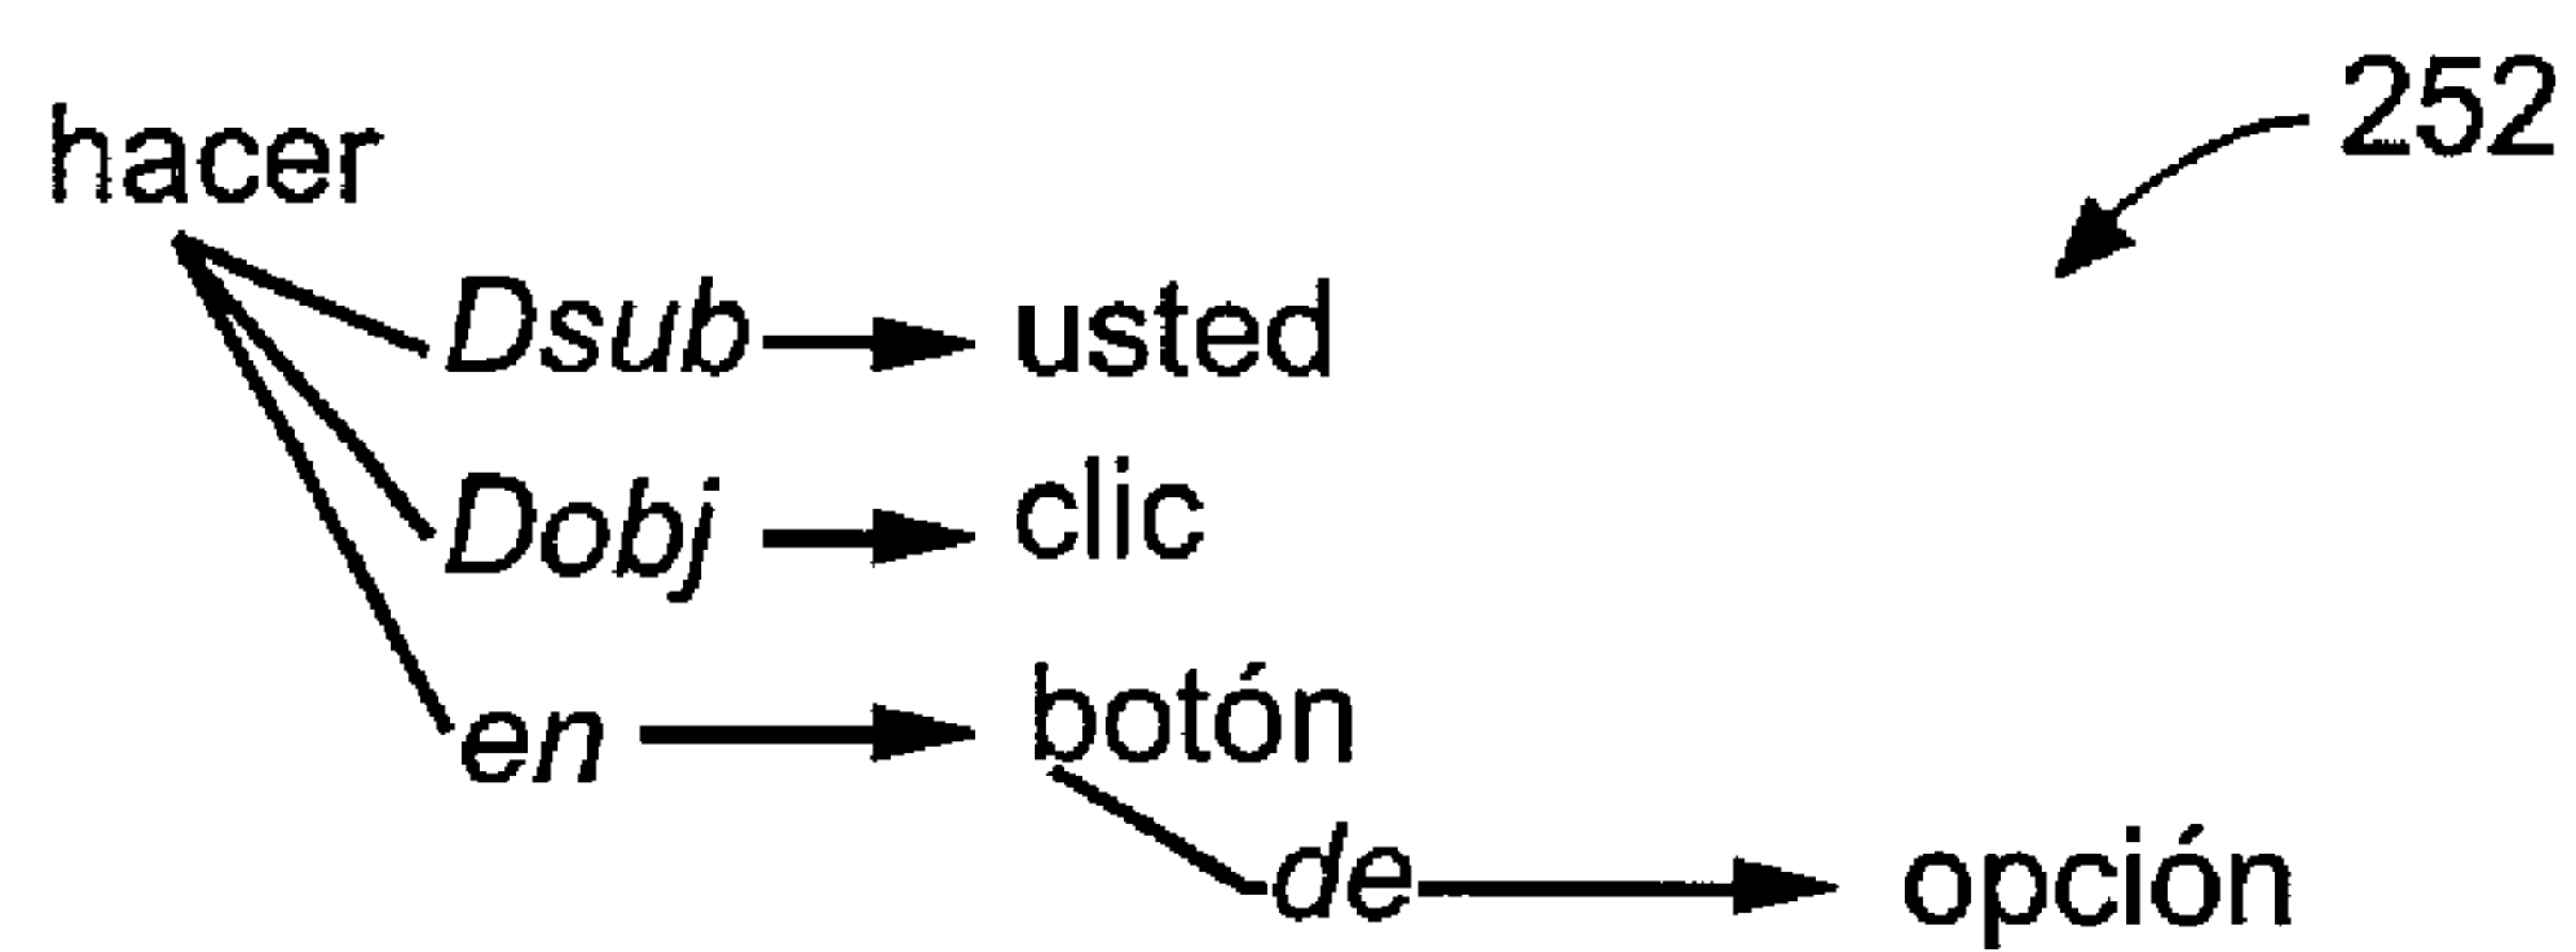 252
hacer
Dsub usted
Dobj clic
en botón
de opción